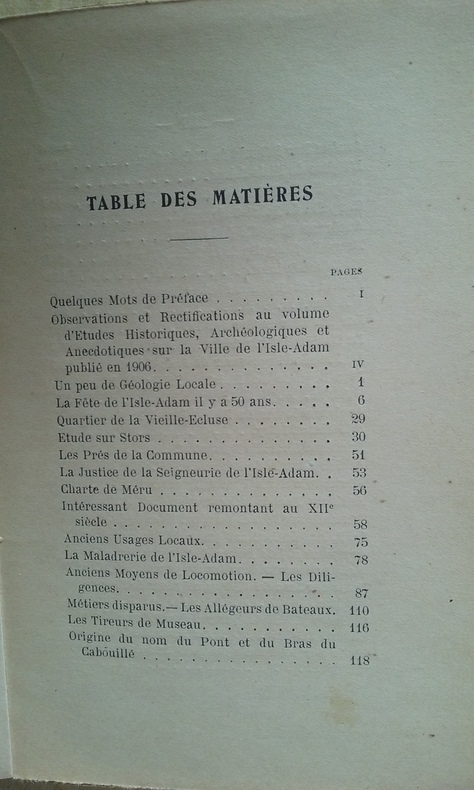 TABLE DES MATIÈRES
PAGES
Quelques Mots de Préface . . . . . . . . . I
Observations et Rectifications au volume
d'Etudes Historiques, Archéologiques et
Anecdotiques sur la Ville de l'Isle-Adam
publié en 1906. . . . . . . . . . . . . IV
Un peu de Géologie Locale . . . . . . . . . 1
La Fête de l'Isle-Adam il y a 50 ans. . . . . 6
Quartier de la Vieille-Ecluse . . . . . . . . 29
Etude sur Stors . . . . . . . . . . . . . . 30
Les Prés de la Commune. . . . . . . . . . . 51
La Justice de la Seigneurie de l'Isle-Adam. . 53
Charte de Méru . . . . . . . . . . . . . . 56
Intéressant Document remontant au XIIe
siècle . . . . . . . . . . . . . . . . . 58
Anciens Usages Locaux. . . . . . . . . . . 75
La Maladrerie de l'Isle-Adam. . . . . . . . 78
Anciens Moyens de Locomotion. — Les Dili-
gences. . . . . . . . . . . . . . . . . 87
Métiers disparus.— Les Allégeurs de Bateaux. 110
Les Tireurs de Museau. . . . . . . . . . . 116
Origine du nom du Pont et du Bras du
Cabouillé . . . . . . . . . . . . . . . 118